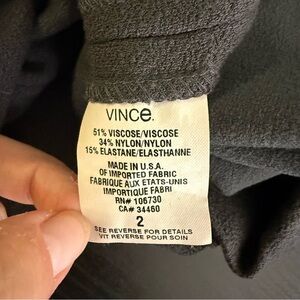 VINCE.
51% VISCOSE/VISCOSE
34% NYLON/NYLON
15% ELASTANE/ELASTHANNE
MADE IN U.S.A.
OF IMPORTED FABRIC
FABRIQUE AUX ETATS-UNIS
IMPORTIQUE FABRI
RN# 106730
CA# 34460
2
SEE REVERSE FOR DETAILS
VIT REVERSE POUR SOIN